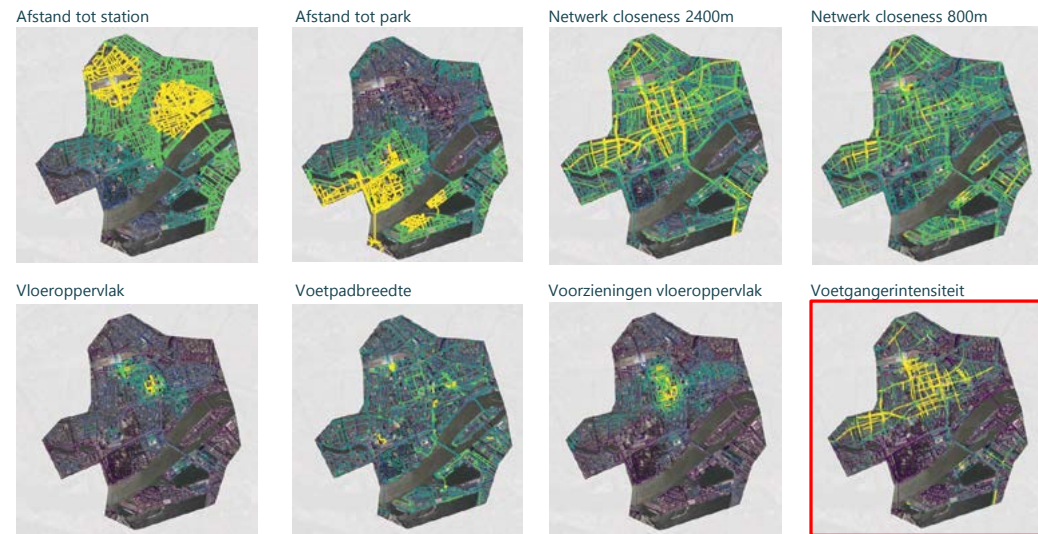 Afstand tot station
Afstand tot park
Netwerk closeness 2400m
Netwerk closeness 800m
Vloeroppervlak
Voetpadbreedte
Voorzieningen vloeroppervlak
Voetgangerintensiteit